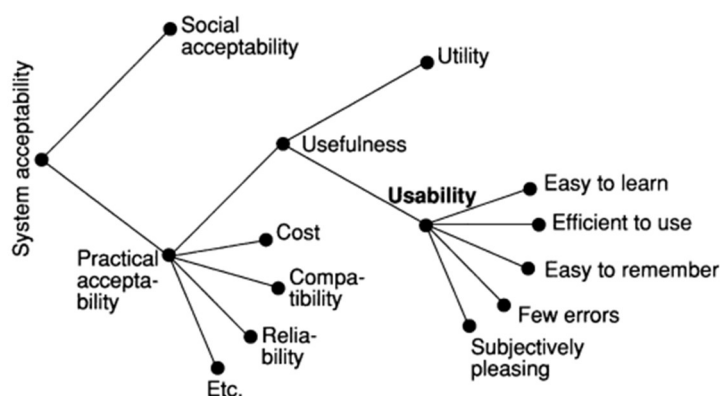 Social
acceptability
Utility
System acceptability
Usefulness
Usability
Easy to learn
Efficient to use
Easy to remember
Few errors
Subjectively
pleasing
Practical
accepta-
bility
Cost
Compa-
tibility
Relia-
bility
Etc.